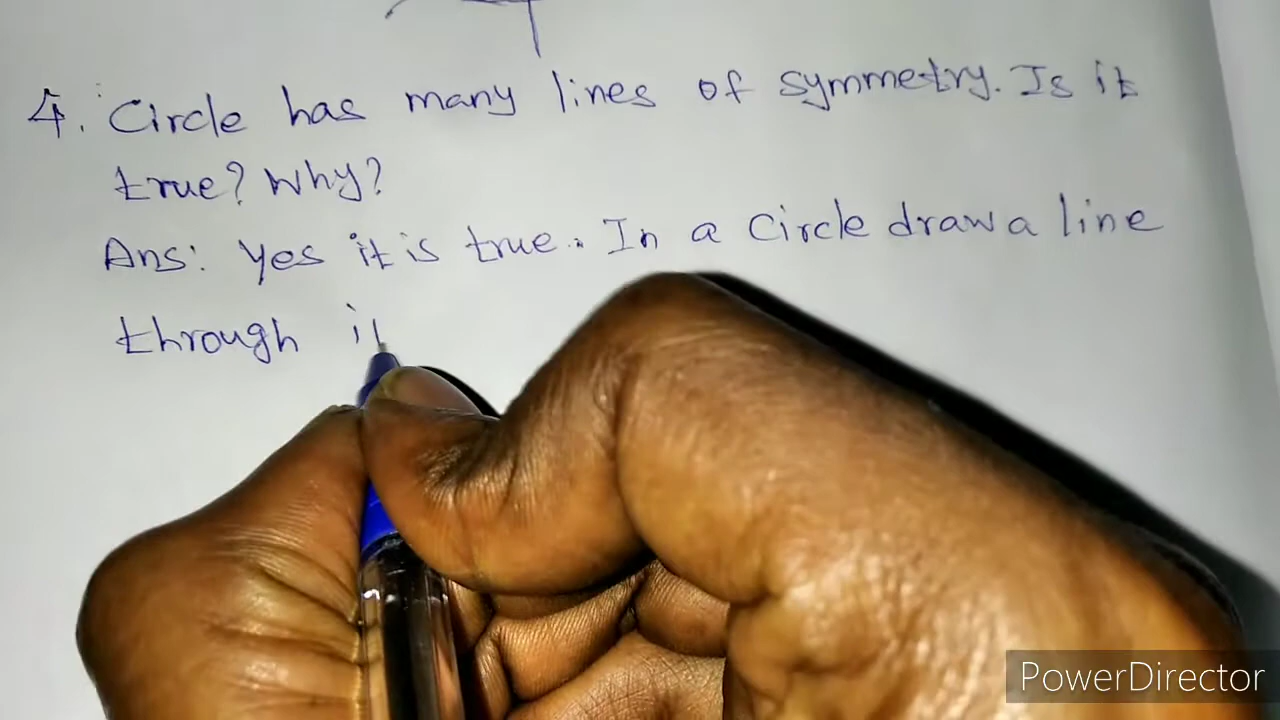 4. Circle has many lines of symmetry. Is it
true? Why?
Ans: Yes it is true. In a Circle draw a line
through
PowerDirector